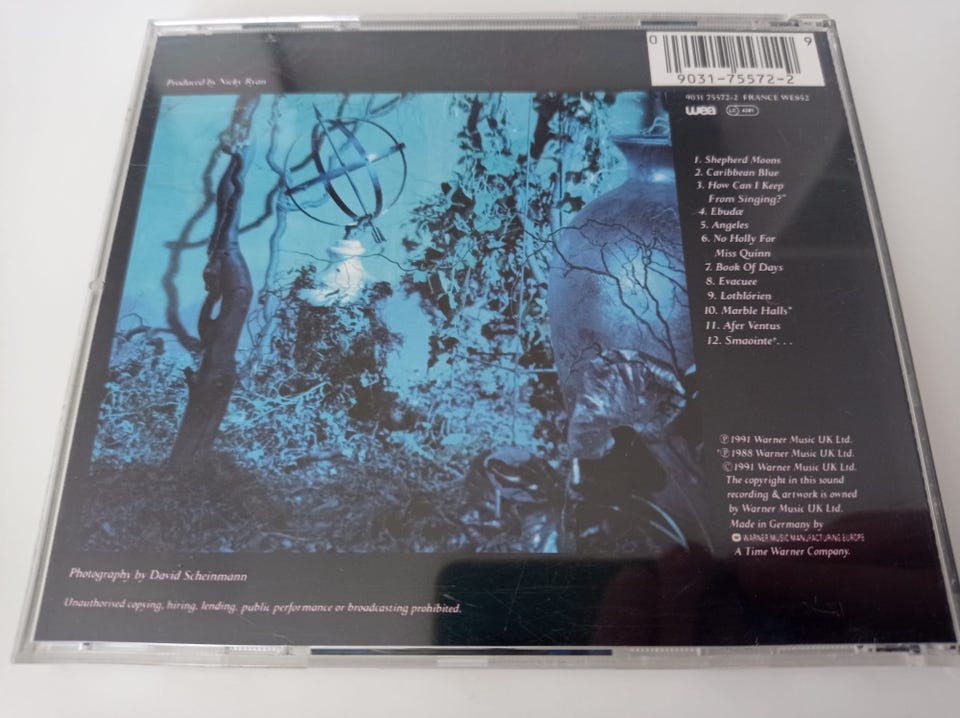 Produced by Nicky Ryan
0 9
9031-75572-2
9031 75572-2 FRANCE WE852
wea LC 4281
1. Shepherd Moons
2. Caribbean Blue
3. How Can I Keep
From Singing?"
4. Ebudæ
5. Angeles
6. No Holly For
Miss Quinn
7. Book Of Days
8. Evacuee
9. Lothlórien
10. Marble Halls*
11. Afer Ventus
12. Smaointe*. . .
℗1991 Warner Music UK Ltd.
*℗1988 Warner Music UK Ltd.
©1991 Warner Music UK Ltd.
The copyright in this sound
recording & artwork is owned
by Warner Music UK Ltd.
Made in Germany by
WARNER MUSIC MANUFACTURING EUROPE
A Time Warner Company.
Photography by David Scheinmann
Unauthorised copying, hiring, lending, public performance or broadcasting prohibited.